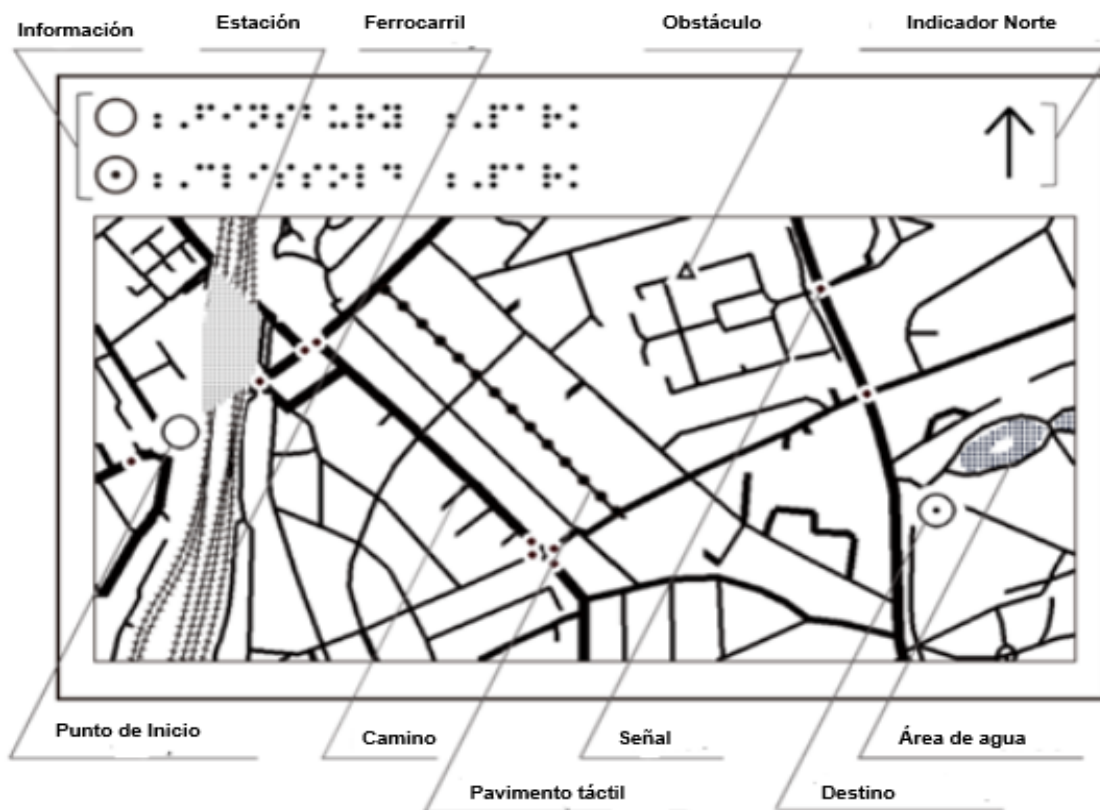 Información
Estación
Ferrocarril
Obstáculo
Indicador Norte
Punto de Inicio
Camino
Señal
Área de agua
Pavimento táctil
Destino